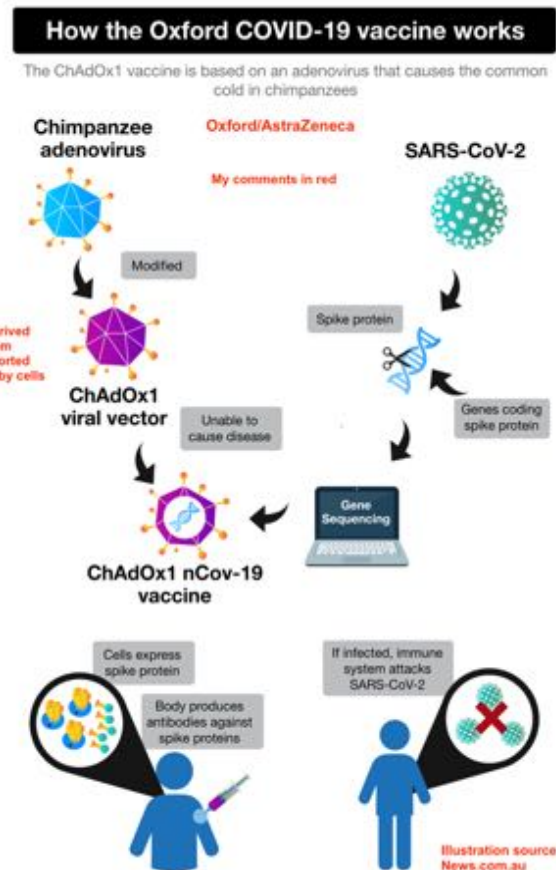 How the Oxford COVID-19 vaccine works
The ChAdOx1 vaccine is based on an adenovirus that causes the common
cold in chimpanzees
Chimpanzee
adenovirus
Oxford/AstraZeneca
SARS-CoV-2
My comments in red
Modified
rived
m
orted
by cells
Spike protein
ChAdOx1
viral vector
Genes coding
spike protein
Unable to
cause disease
Gene
Sequencing
ChAdOx1 nCov-19
vaccine
Cells express
spike protein
Body produces
antibodies against
spike proteins
If infected, immune
system attacks
SARS-CoV-2
Illustration source
News.com.au